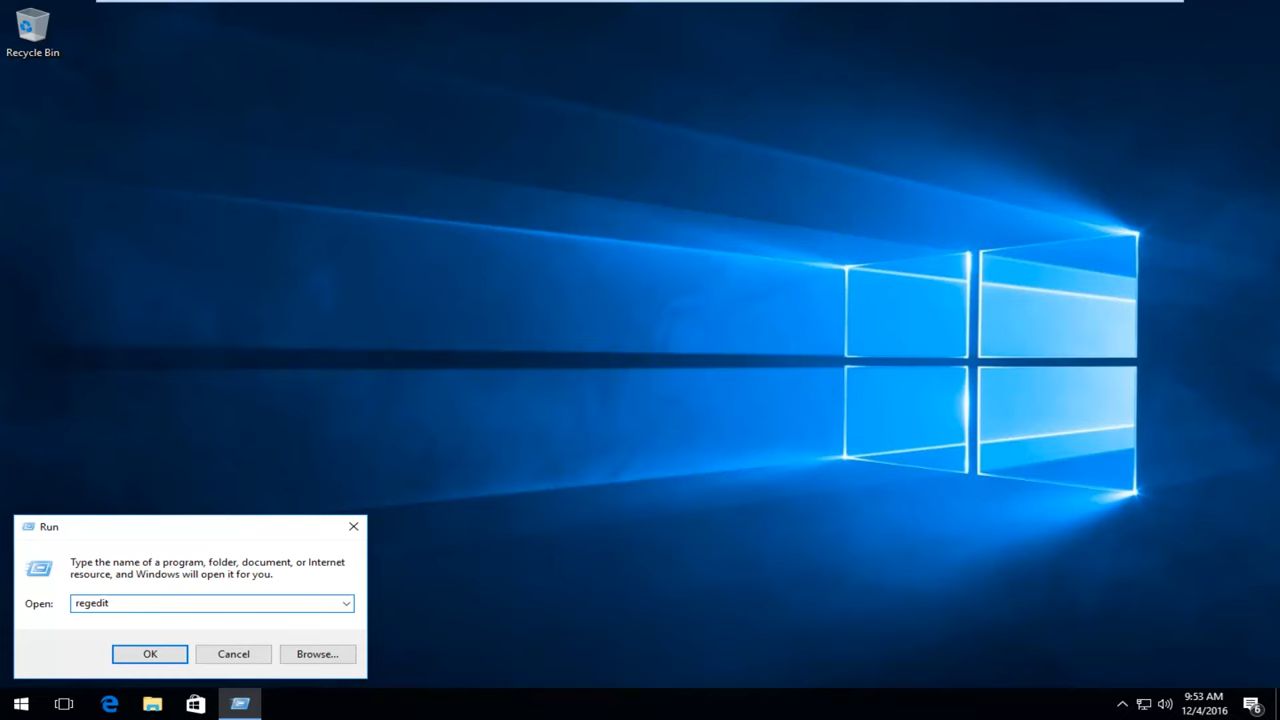 Recycle Bin
Run
Type the name of a program, folder, document, or Internet
resource, and Windows will open it for you.
Open:
regedit
OK
Cancel
Browse...
9:53 AM
12/4/2016
6